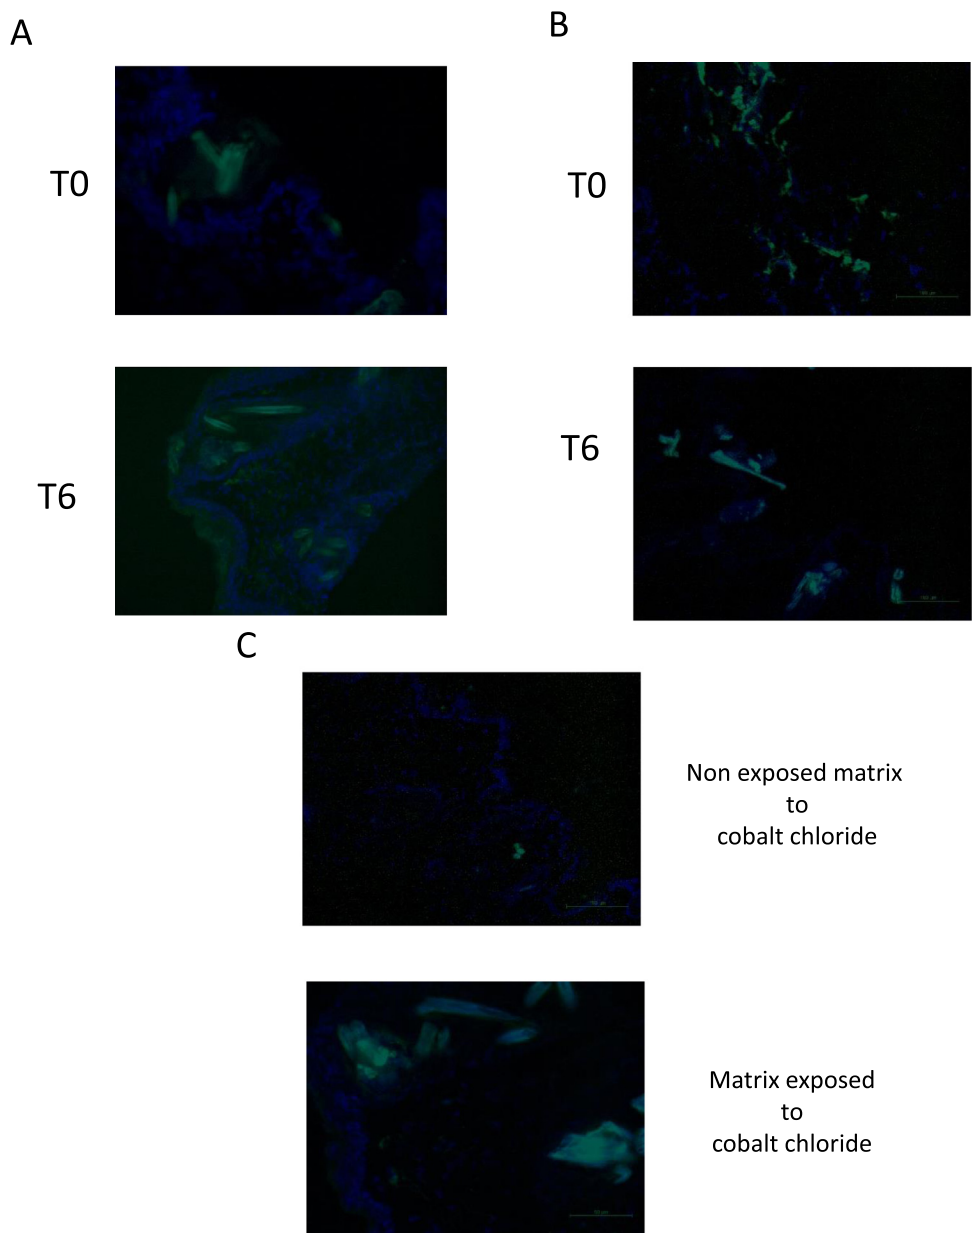 A
B
T0
T0
T6
T6
C
Non exposed matrix
to
cobalt chloride
Matrix exposed
to
cobalt chloride